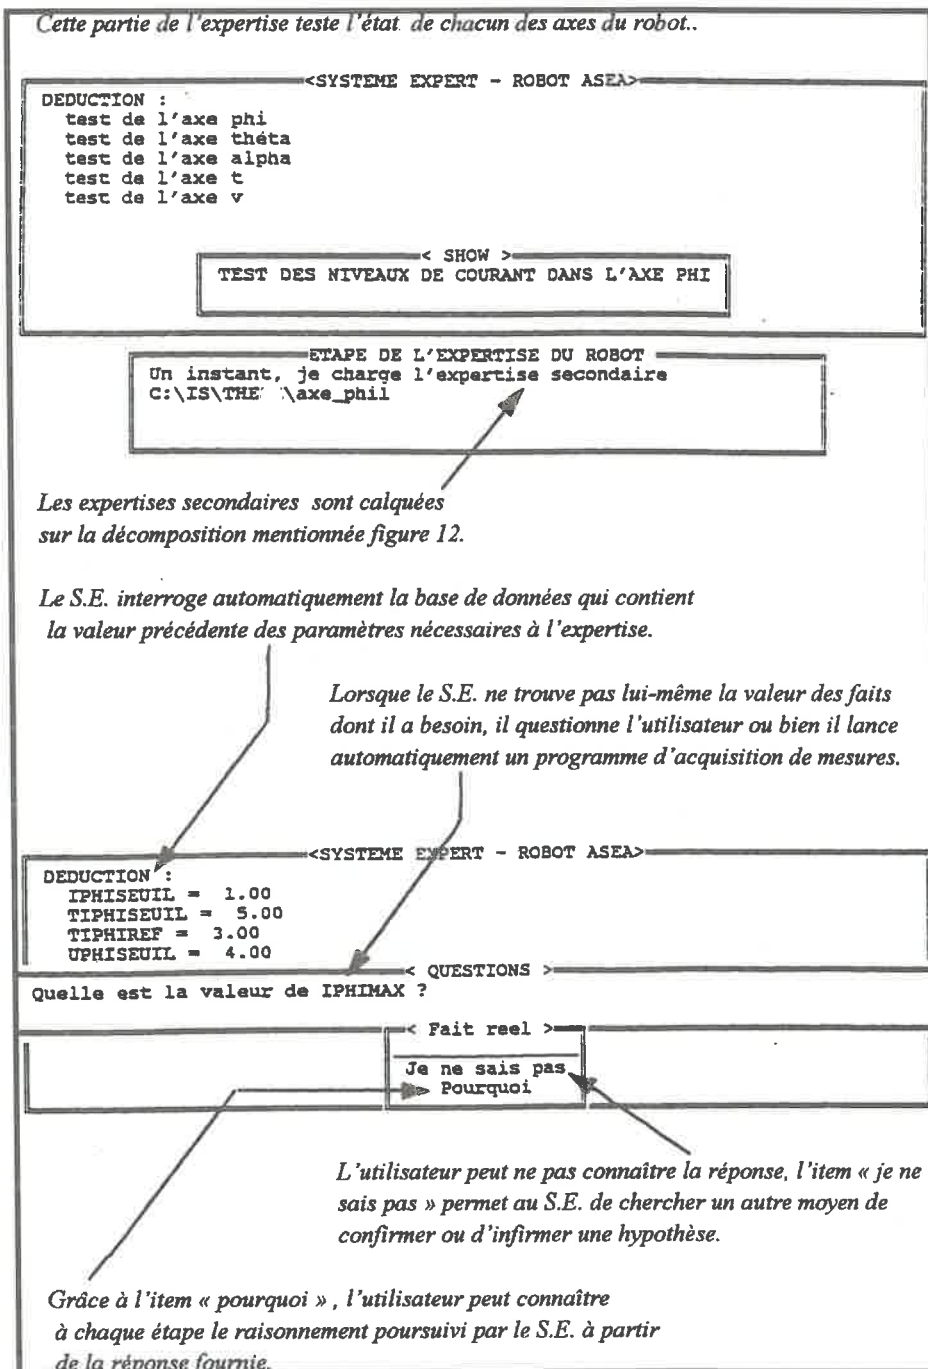 Cette partie de l'expertise teste l'état de chacun des axes du robot..
<SYSTEME EXPERT - ROBOT ASEA>
DEDUCTION :
test de l'axe phi
test de l'axe théta
test de l'axe alpha
test de l'axe t
test de l'axe v
< SHOW >
TEST DES NIVEAUX DE COURANT DANS L'AXE PHI
ETAPE DE L'EXPERTISE DU ROBOT
Un instant, je charge l'expertise secondaire
C:\IS\THE \axe_phi1
Les expertises secondaires sont calquées
sur la décomposition mentionnée figure 12.
Le S.E. interroge automatiquement la base de données qui contient
la valeur précédente des paramètres nécessaires à l'expertise.
Lorsque le S.E. ne trouve pas lui-même la valeur des faits
dont il a besoin, il questionne l'utilisateur ou bien il lance
automatiquement un programme d'acquisition de mesures.
<SYSTEME EXPERT - ROBOT ASEA>
DEDUCTION :
IPHISEUIL = 1.00
TIPHISEUIL = 5.00
TIPHIREF = 3.00
UPHISEUIL = 4.00
< QUESTIONS >
Quelle est la valeur de IPHIMAX ?
< Fait reel >
Je ne sais pas
Pourquoi
L'utilisateur peut ne pas connaître la réponse, l'item « je ne
sais pas » permet au S.E. de chercher un autre moyen de
confirmer ou d'infirmer une hypothèse.
Grâce à l'item « pourquoi » , l'utilisateur peut connaître
à chaque étape le raisonnement poursuivi par le S.E. à partir
de la réponse fournie.